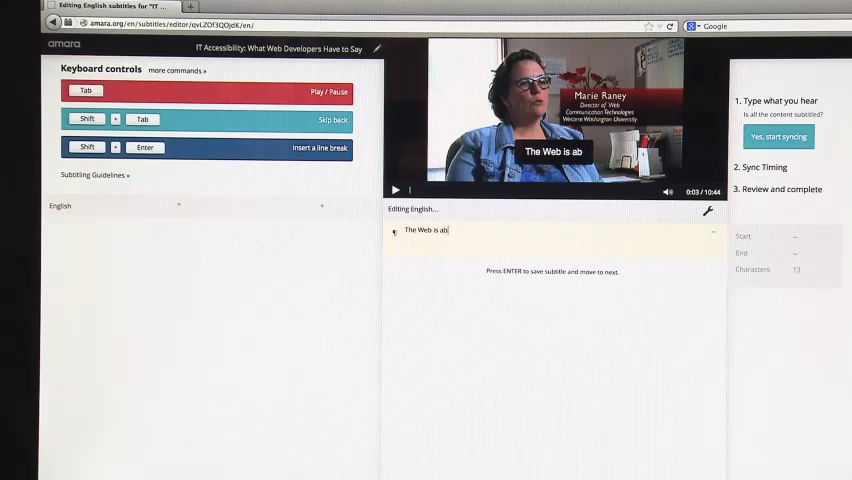 Editing English subtitles for "IT ...
amara.org/en/subtitles/editor/qvLZOf3QOjdK/en/
Google
amara
IT Accessibility: What Web Developers Have to Say
Keyboard controls more commands »
Tab Play / Pause
Shift + Tab Skip back
Shift + Enter Insert a line break
Subtitling Guidelines »
English
Marie Raney
Director of Web
Communication Technologies
Western Washington University
The Web is ab
0:03 / 10:44
Editing English...
¶ The Web is ab --
Press ENTER to save subtitle and move to next.
1. Type what you hear
Is all the content subtitled?
Yes, start syncing
2. Sync Timing
3. Review and complete
Start --
End --
Characters 13